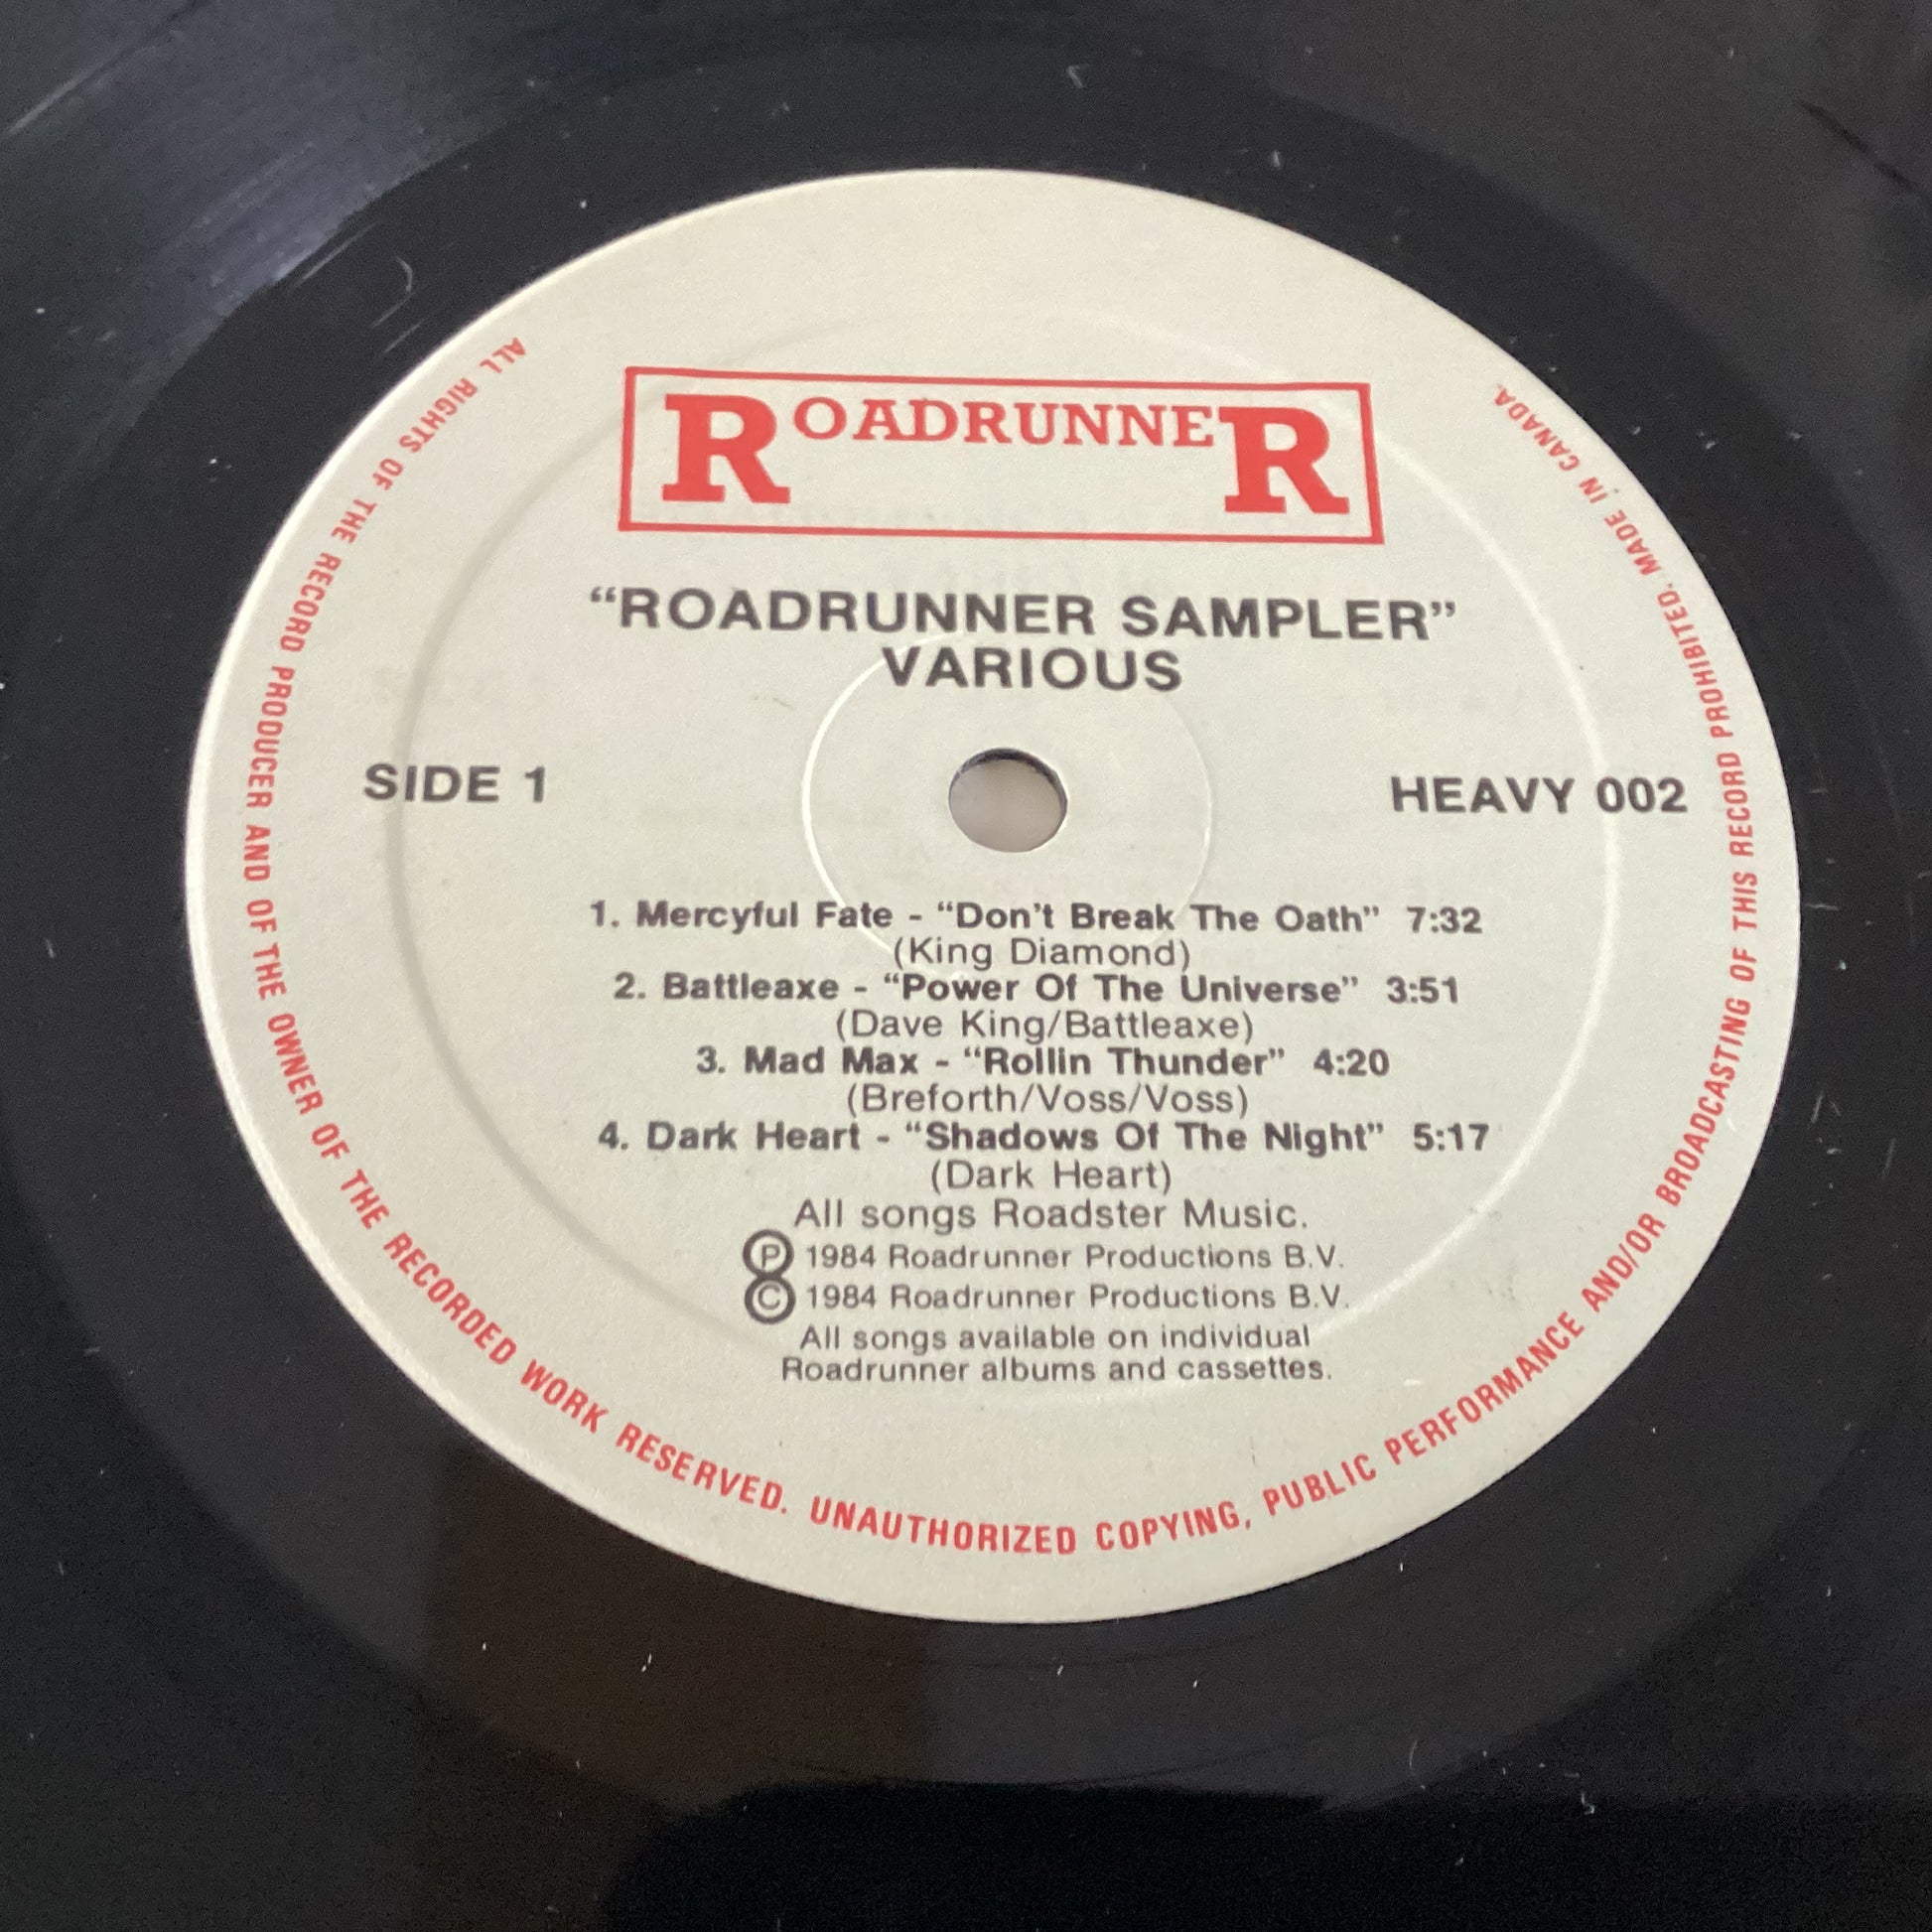 ROADRUNNER
“ROADRUNNER SAMPLER”
VARIOUS
SIDE 1
HEAVY 002
1. Mercyful Fate - “Don't Break The Oath” 7:32
(King Diamond)
2. Battleaxe - “Power Of The Universe” 3:51
(Dave King/Battleaxe)
3. Mad Max - “Rollin Thunder” 4:20
(Breforth/Voss/Voss)
4. Dark Heart - “Shadows Of The Night” 5:17
(Dark Heart)
All songs Roadster Music.
Ⓟ 1984 Roadrunner Productions B.V.
© 1984 Roadrunner Productions B.V.
All songs available on individual
Roadrunner albums and cassettes.
ALL RIGHTS OF THE RECORD PRODUCER AND OF THE OWNER OF THE RECORDED WORK RESERVED. UNAUTHORIZED COPYING, PUBLIC PERFORMANCE AND/OR BROADCASTING OF THIS RECORD PROHIBITED. MADE IN CANADA.